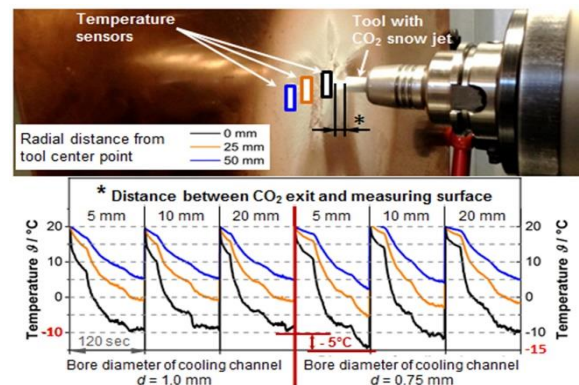 Temperature
sensors
Tool with
CO₂ snow jet
*
Radial distance from
tool center point
0 mm
25 mm
50 mm
* Distance between CO₂ exit and measuring surface
5 mm 10 mm 20 mm 5 mm 10 mm 20 mm
Temperature ϑ / °C
20
10
0
-10
120 sec
- 5°C
20
10
0
-10
-15
Temperature ϑ / °C
Bore diameter of cooling channel
d = 1.0 mm
Bore diameter of cooling channel
d = 0.75 mm